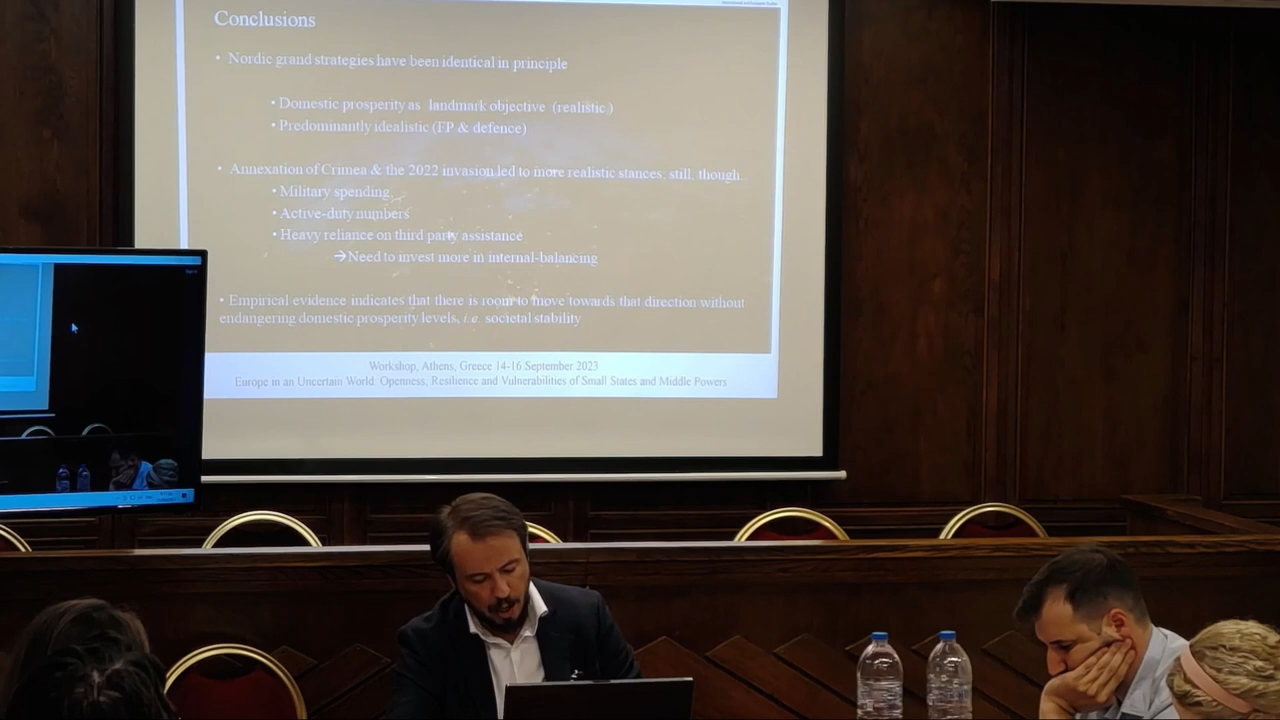 Conclusions
• Nordic grand strategies have been identical in principle
• Domestic prosperity as landmark objective (realistic)
• Predominantly idealistic (FP & defence)
• Annexation of Crimea & the 2022 invasion led to more realistic stances; still, though..
• Military spending
• Active-duty numbers
• Heavy reliance on third party assistance
→Need to invest more in internal-balancing
• Empirical evidence indicates that there is room to move towards that direction without
endangering domestic prosperity levels, i.e. societal stability
Workshop, Athens, Greece 14-16 September 2023
Europe in an Uncertain World: Openness, Resilience and Vulnerabilities of Small States and Middle Powers